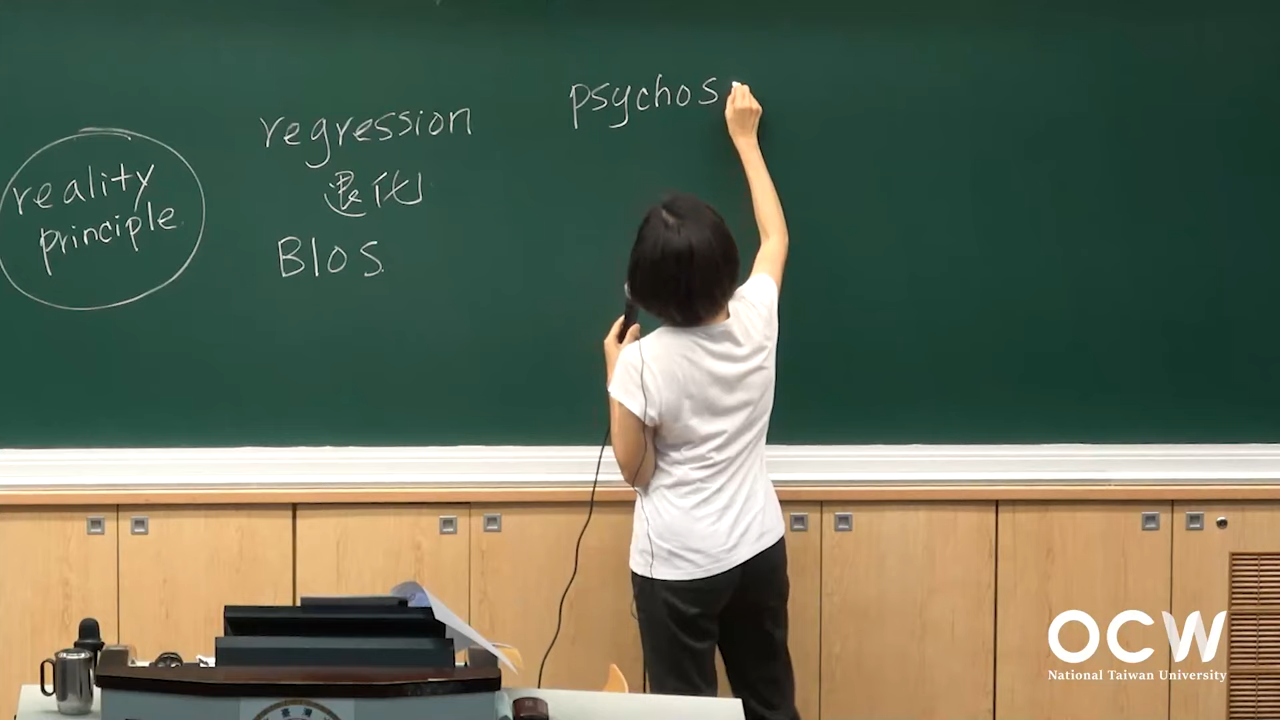 reality
principle
regression
退化
Blos
psychos
OCW
National Taiwan University